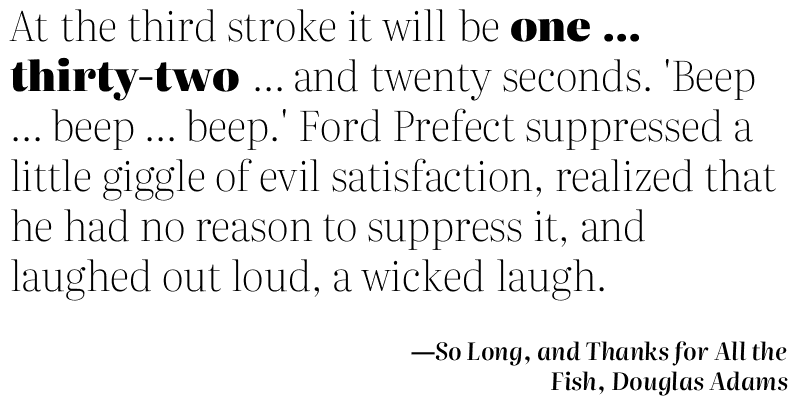 At the third stroke it will be one ...
thirty-two ... and twenty seconds. 'Beep
... beep ... beep.' Ford Prefect suppressed a
little giggle of evil satisfaction, realized that
he had no reason to suppress it, and
laughed out loud, a wicked laugh.
—So Long, and Thanks for All the
Fish, Douglas Adams